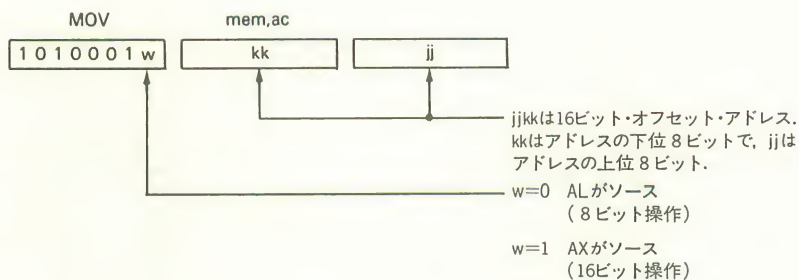 MOV mem,ac
1010001w kk jj
jjkkは16ビット・オフセット・アドレス.
kkはアドレスの下位8ビットで,jjは
アドレスの上位8ビット.
w=0 ALがソース
(8ビット操作)
w=1 AXがソース
(16ビット操作)